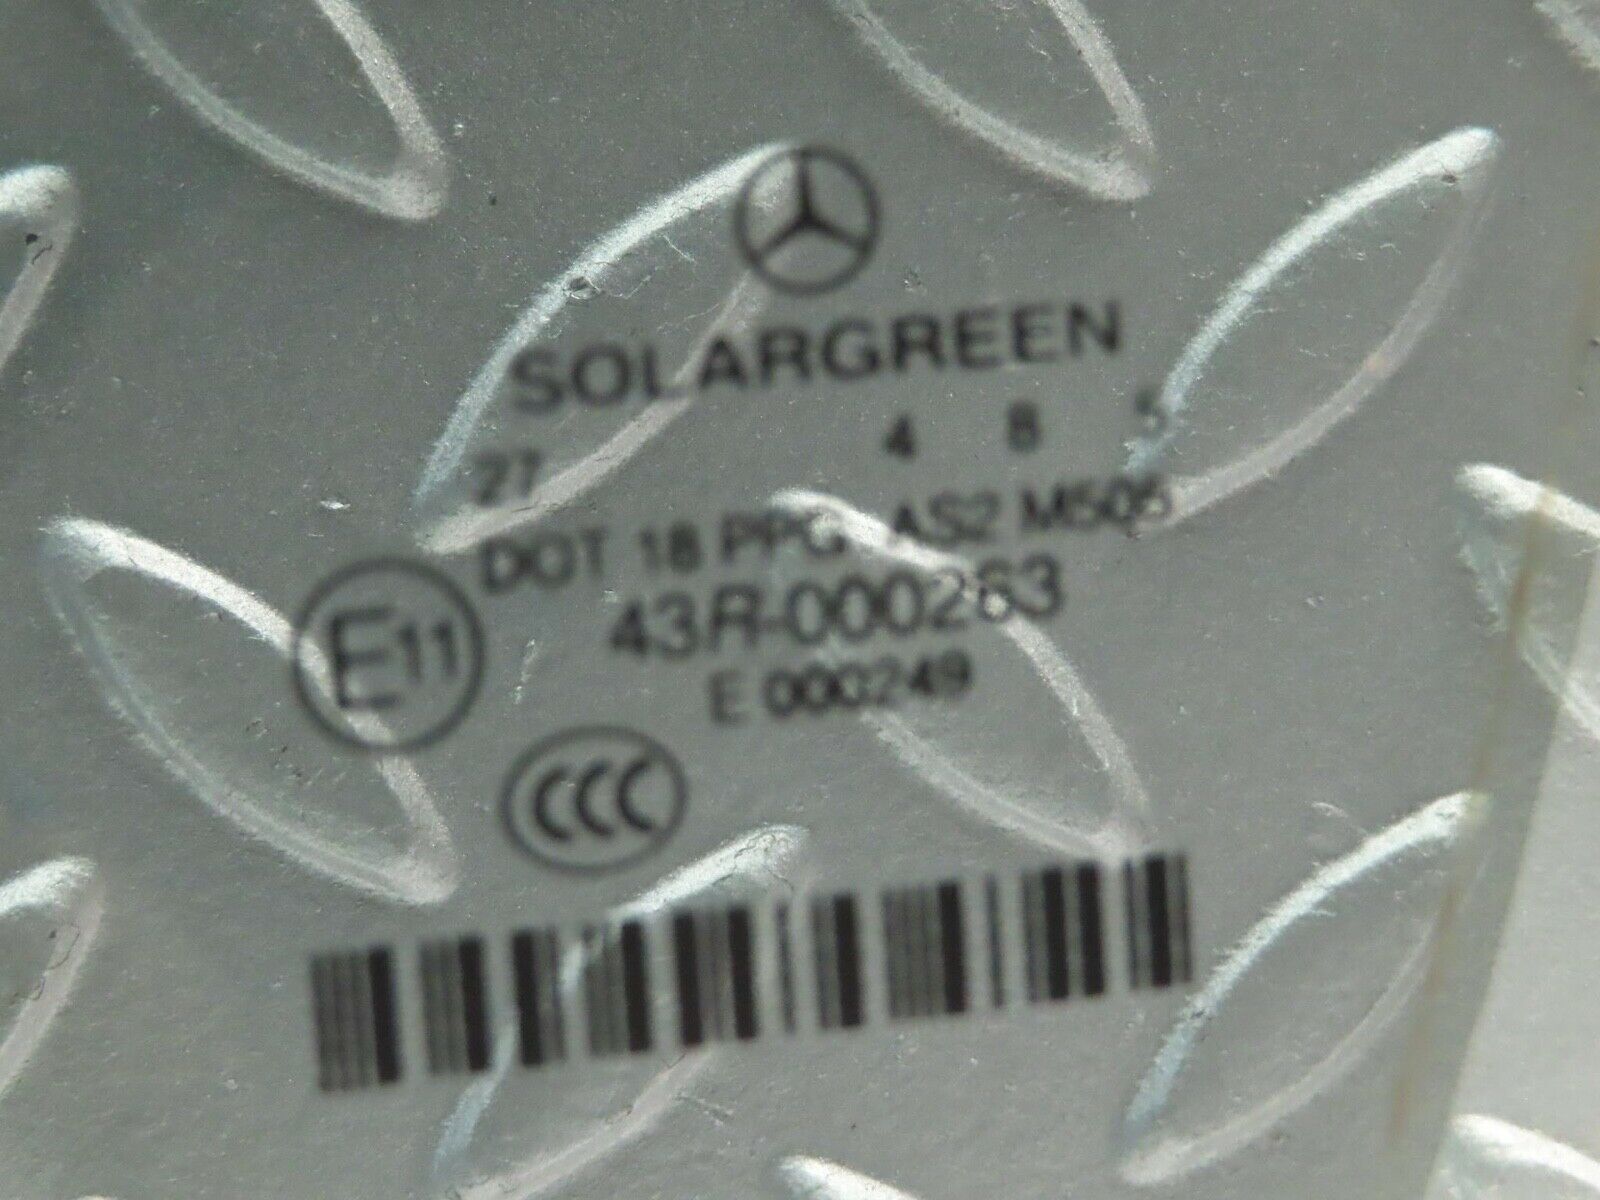 SOLARGREEN
27 4 8 5
DOT 18 PPG AS2 M505
E11
43R-000263
E 000249
CCC